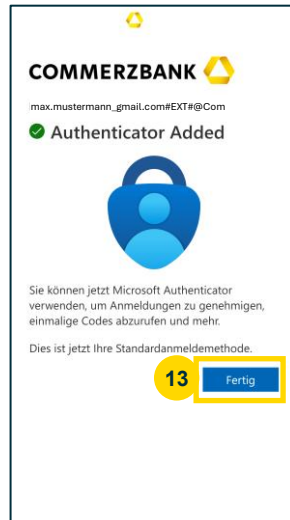 COMMERZBANK
max.mustermann_gmail.com#EXT#@Com
Authenticator Added
Sie können jetzt Microsoft Authenticator
verwenden, um Anmeldungen zu genehmigen,
einmalige Codes abzurufen und mehr.
Dies ist jetzt Ihre Standardanmeldemethode.
13 Fertig